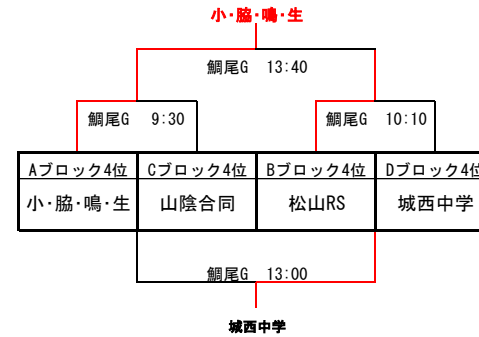 小・脇・鳴・生
鯛尾G 13:40
鯛尾G 9:30 鯛尾G 10:10
Aブロック4位 Cブロック4位 Bブロック4位 Dブロック4位
小・脇・鳴・生 山陰合同 松山RS 城西中学
鯛尾G 13:00
城西中学